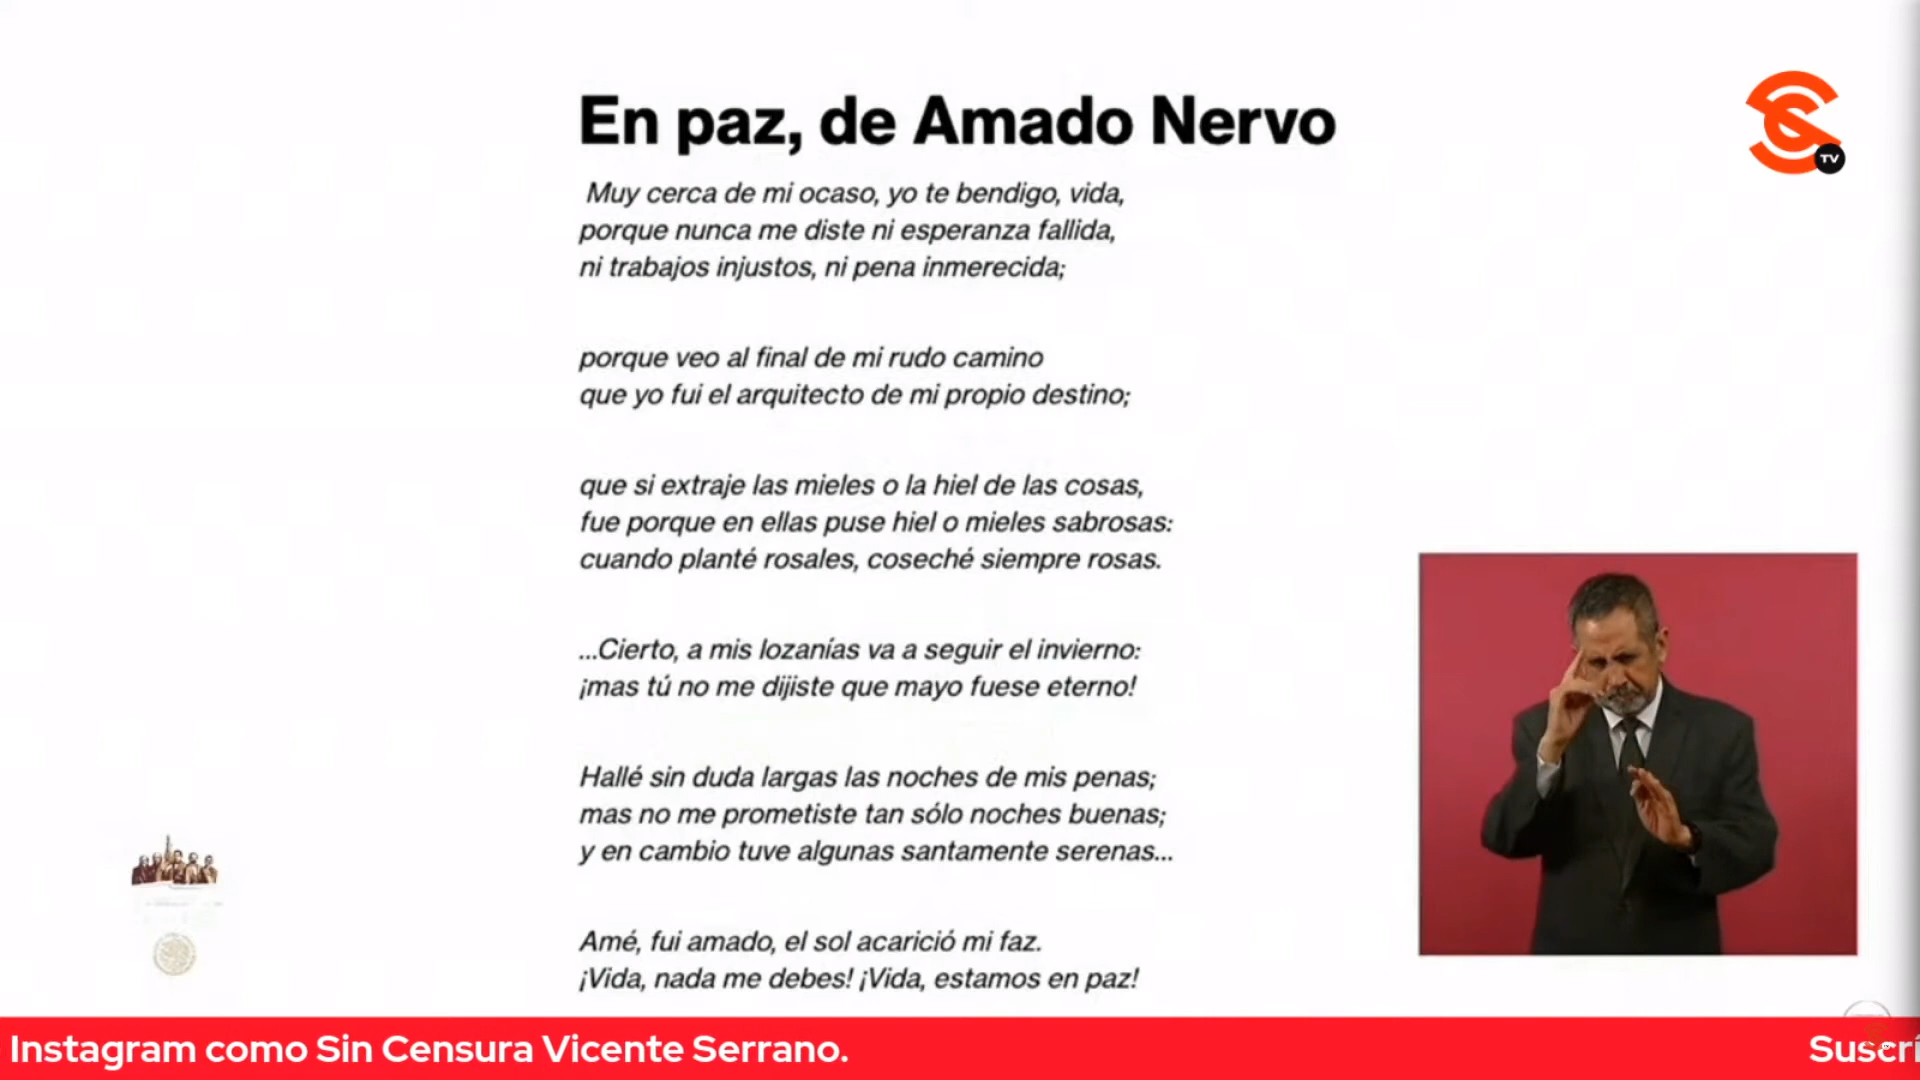 En paz, de Amado Nervo
TV
Muy cerca de mi ocaso, yo te bendigo, vida,
porque nunca me diste ni esperanza fallida,
ni trabajos injustos, ni pena inmerecida;
porque veo al final de mi rudo camino
que yo fui el arquitecto de mi propio destino;
que si extraje las mieles o la hiel de las cosas,
fue porque en ellas puse hiel o mieles sabrosas:
cuando planté rosales, coseché siempre rosas.
...Cierto, a mis lozanías va a seguir el invierno:
¡mas tú no me dijiste que mayo fuese eterno!
Hallé sin duda largas las noches de mis penas;
mas no me prometiste tan sólo noches buenas;
y en cambio tuve algunas santamente serenas...
Amé, fui amado, el sol acarició mi faz.
¡Vida, nada me debes! ¡Vida, estamos en paz!
Instagram como Sin Censura Vicente Serrano.
Suscrí